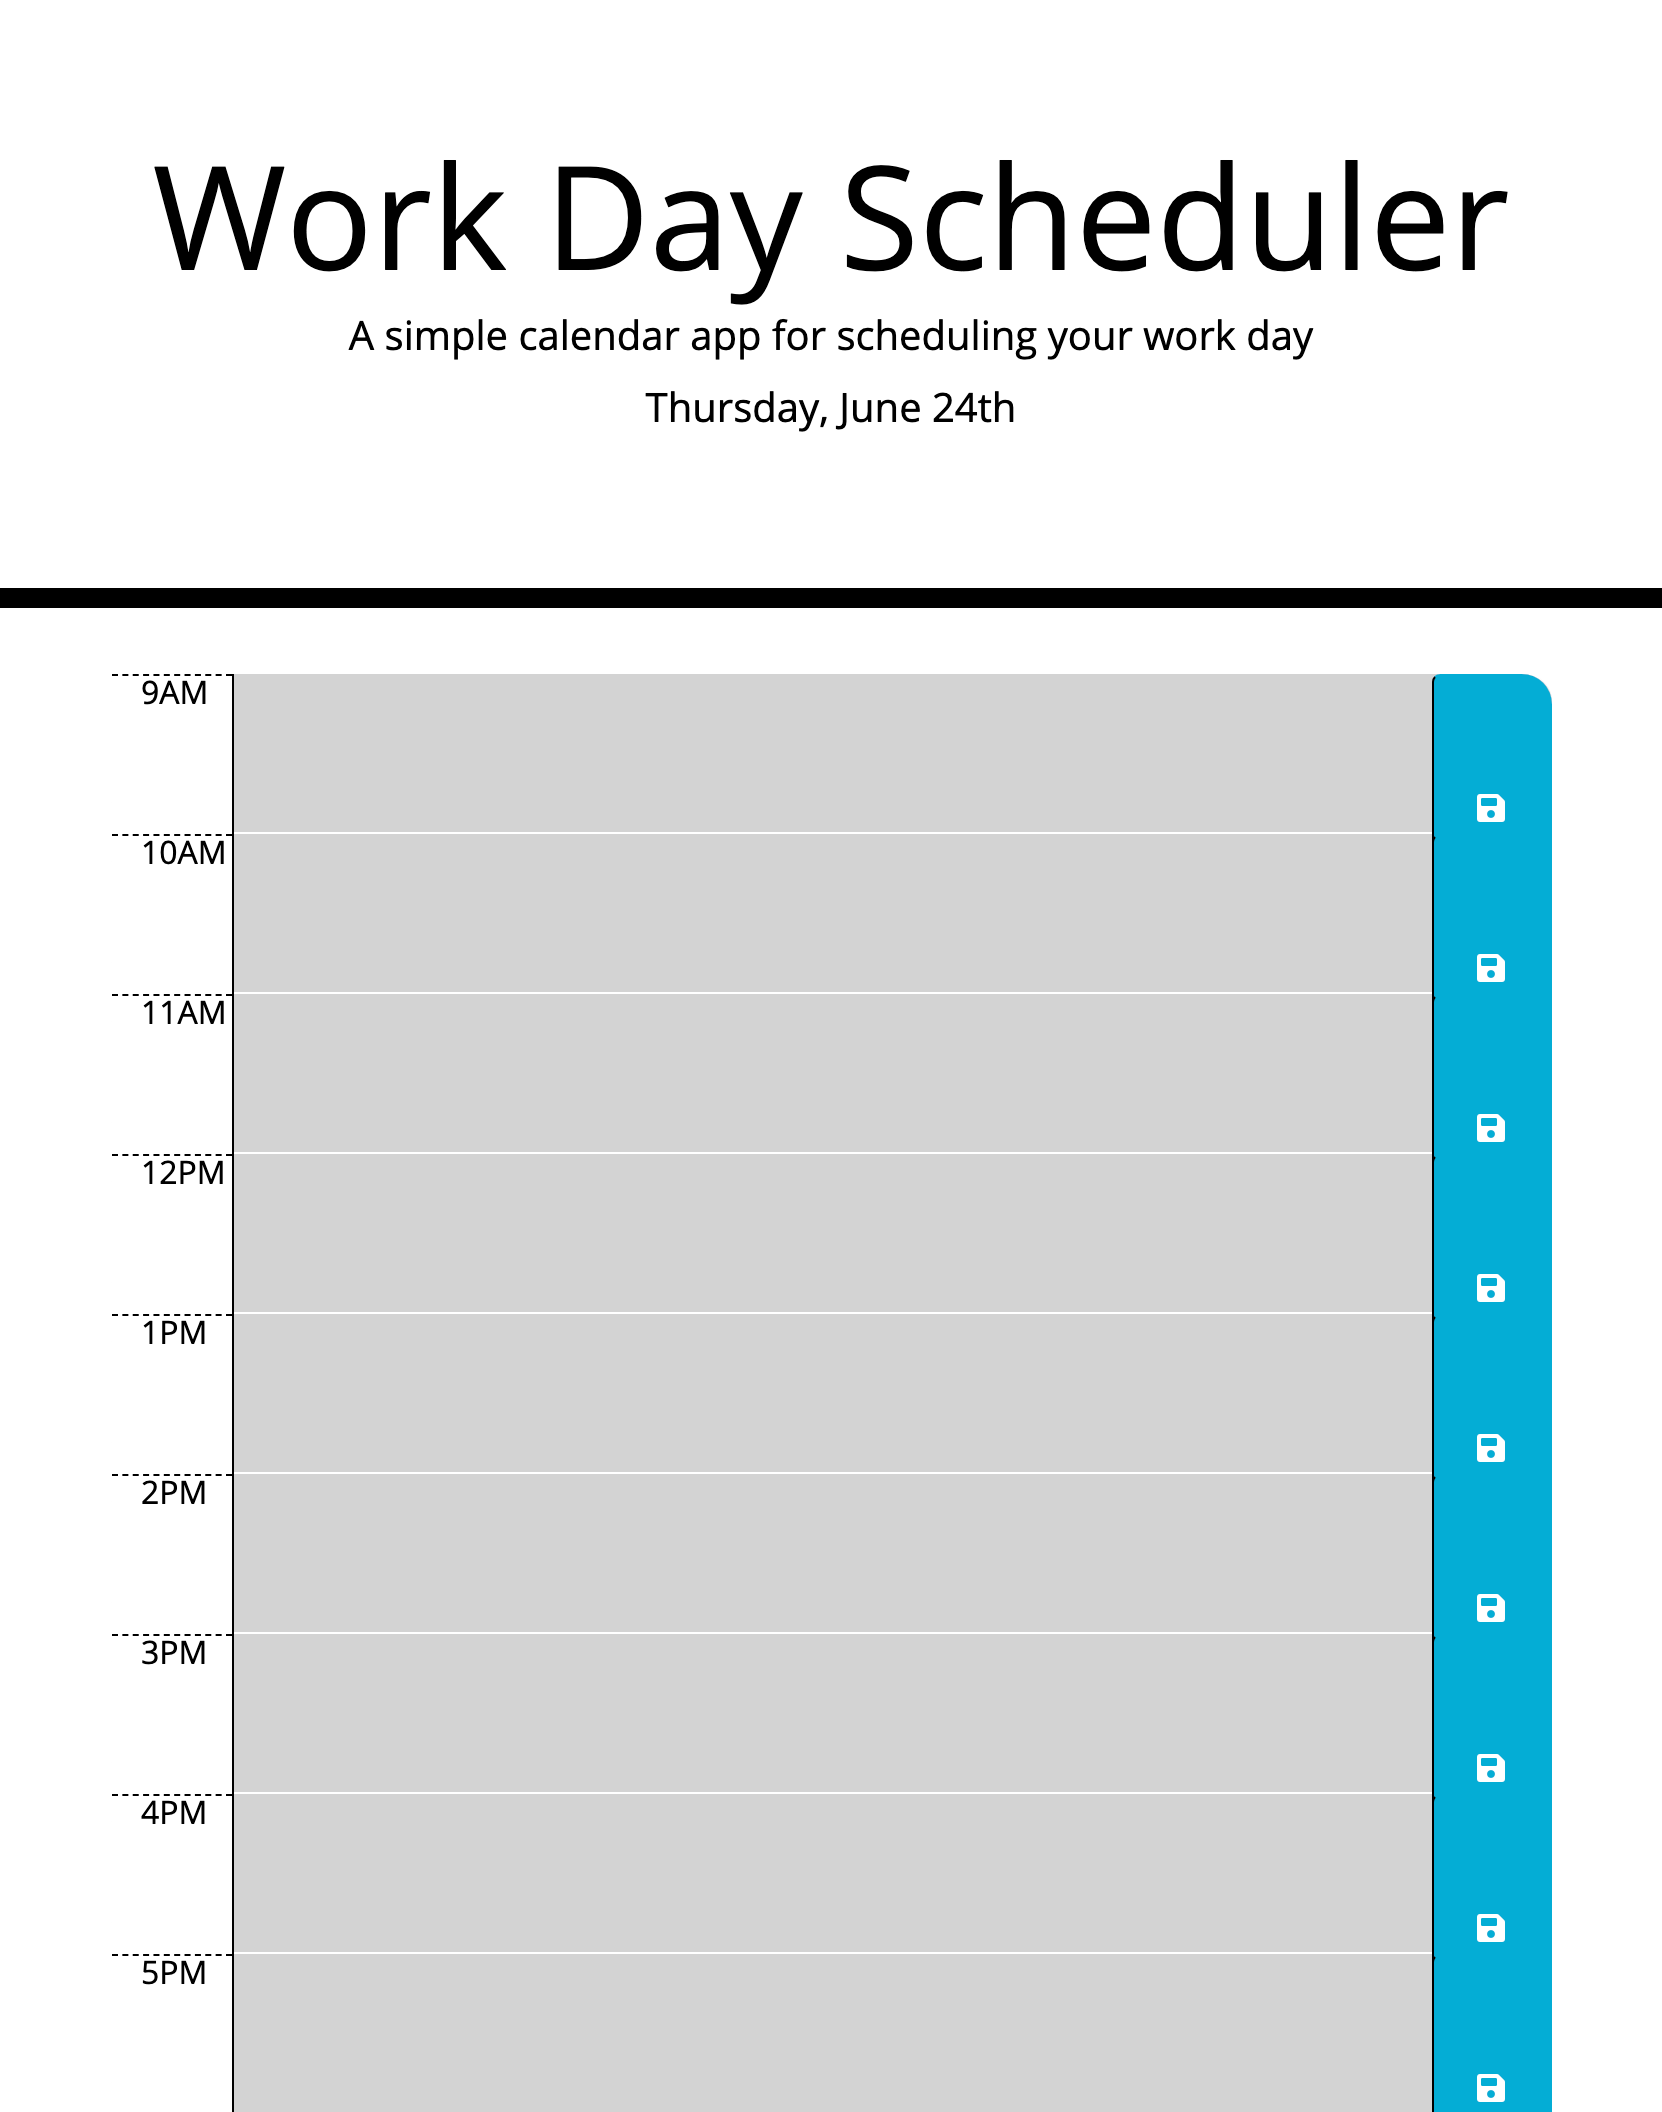 Work Day Scheduler
A simple calendar app for scheduling your work day
Thursday, June 24th
9AM
10AM
11AM
12PM
1PM
2PM
3PM
4PM
5PM